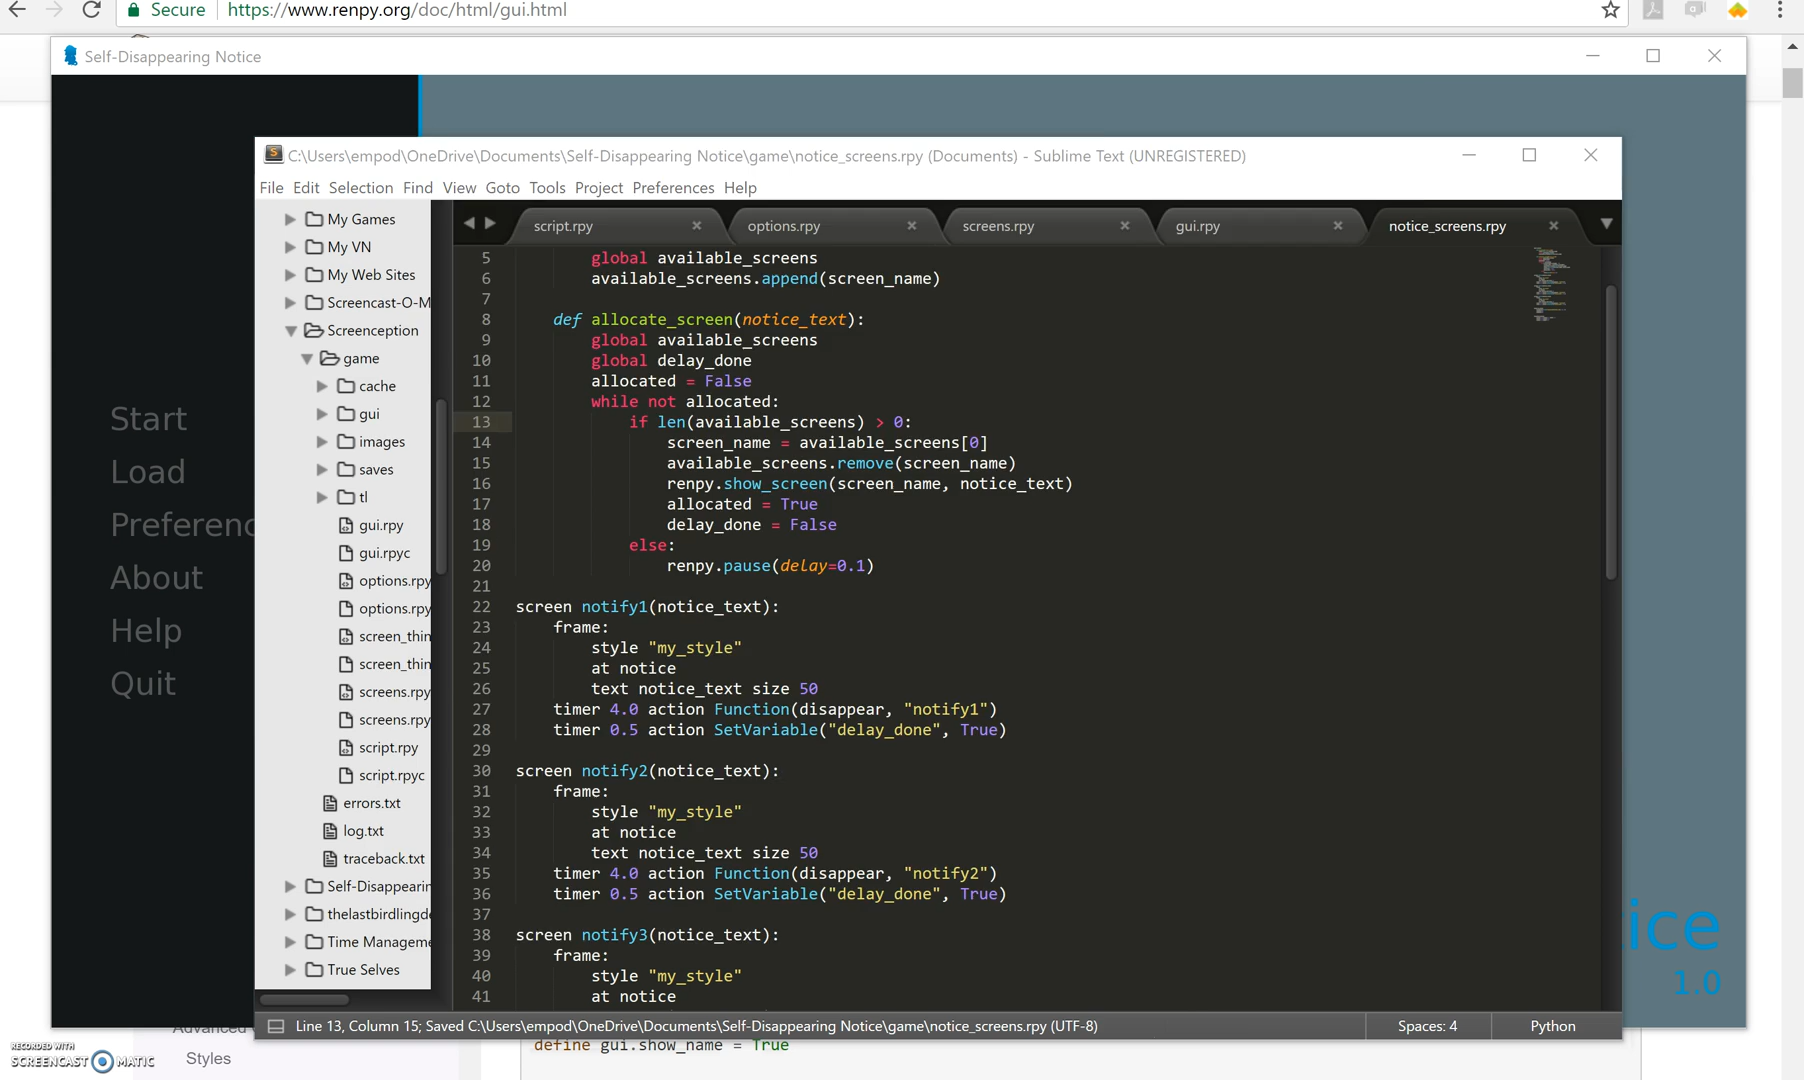 Secure
https://www.renpy.org/doc/html/gui.html
Self-Disappearing Notice
C:\Users\empod\OneDrive\Documents\Self-Disappearing Notice\game\notice_screens.rpy (Documents) - Sublime Text (UNREGISTERED)
File Edit Selection Find View Goto Tools Project Preferences Help
Start
Load
Preferenc
About
Help
Quit
My Games
My VN
My Web Sites
Screencast-O-M
Screenception
game
cache
gui
images
saves
tl
gui.rpy
gui.rpyc
options.rpy
options.rpy
screen_thin
screen_thin
screens.rpy
screens.rpy
script.rpy
script.rpyc
errors.txt
log.txt
traceback.txt
Self-Disappearin
thelastbirdlingde
Time Manageme
True Selves
script.rpy options.rpy screens.rpy gui.rpy notice_screens.rpy
5 global available_screens
6 available_screens.append(screen_name)
7
8 def allocate_screen(notice_text):
9 global available_screens
10 global delay_done
11 allocated = False
12 while not allocated:
13 if len(available_screens) > 0:
14 screen_name = available_screens[0]
15 available_screens.remove(screen_name)
16 renpy.show_screen(screen_name, notice_text)
17 allocated = True
18 delay_done = False
19 else:
20 renpy.pause(delay=0.1)
21
22 screen notify1(notice_text):
23 frame:
24 style "my_style"
25 at notice
26 text notice_text size 50
27 timer 4.0 action Function(disappear, "notify1")
28 timer 0.5 action SetVariable("delay_done", True)
29
30 screen notify2(notice_text):
31 frame:
32 style "my_style"
33 at notice
34 text notice_text size 50
35 timer 4.0 action Function(disappear, "notify2")
36 timer 0.5 action SetVariable("delay_done", True)
37
38 screen notify3(notice_text):
39 frame:
40 style "my_style"
41 at notice
ice
1.0
Line 13, Column 15; Saved C:\Users\empod\OneDrive\Documents\Self-Disappearing Notice\game\notice_screens.rpy (UTF-8)
Spaces: 4
Python
Advanced
Styles
define gui.show_name = True
RECORDED WITH
SCREENCAST MATIC